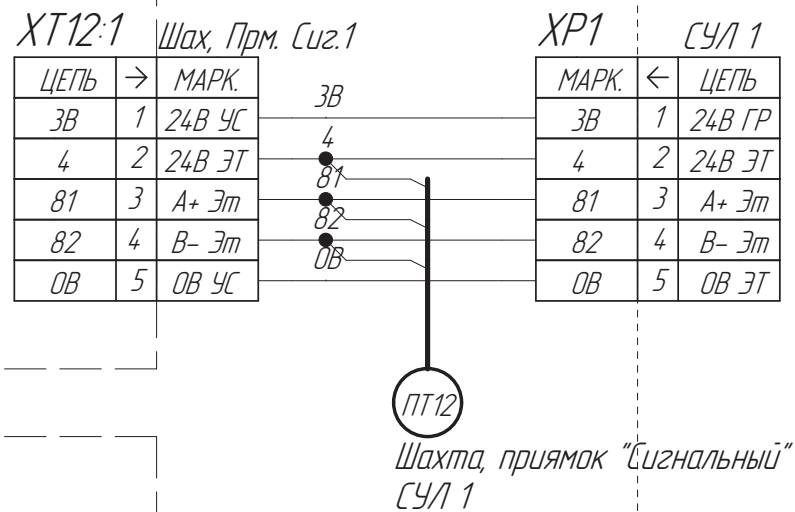 XT12:1
Шах, Прм. Сиг.1
ЦЕПЬ → МАРК.
3В 1 24В УС
4 2 24В ЭТ
81 3 А+ Эт
82 4 В- Эт
0В 5 0В УС
3В
4
81
82
0В
XP1
СУЛ 1
МАРК. ← ЦЕПЬ
3В 1 24В ГР
4 2 24В ЭТ
81 3 А+ Эт
82 4 В- Эт
0В 5 0В ЭТ
ПТ12
Шахта, приямок "Сигнальный"
СУЛ 1